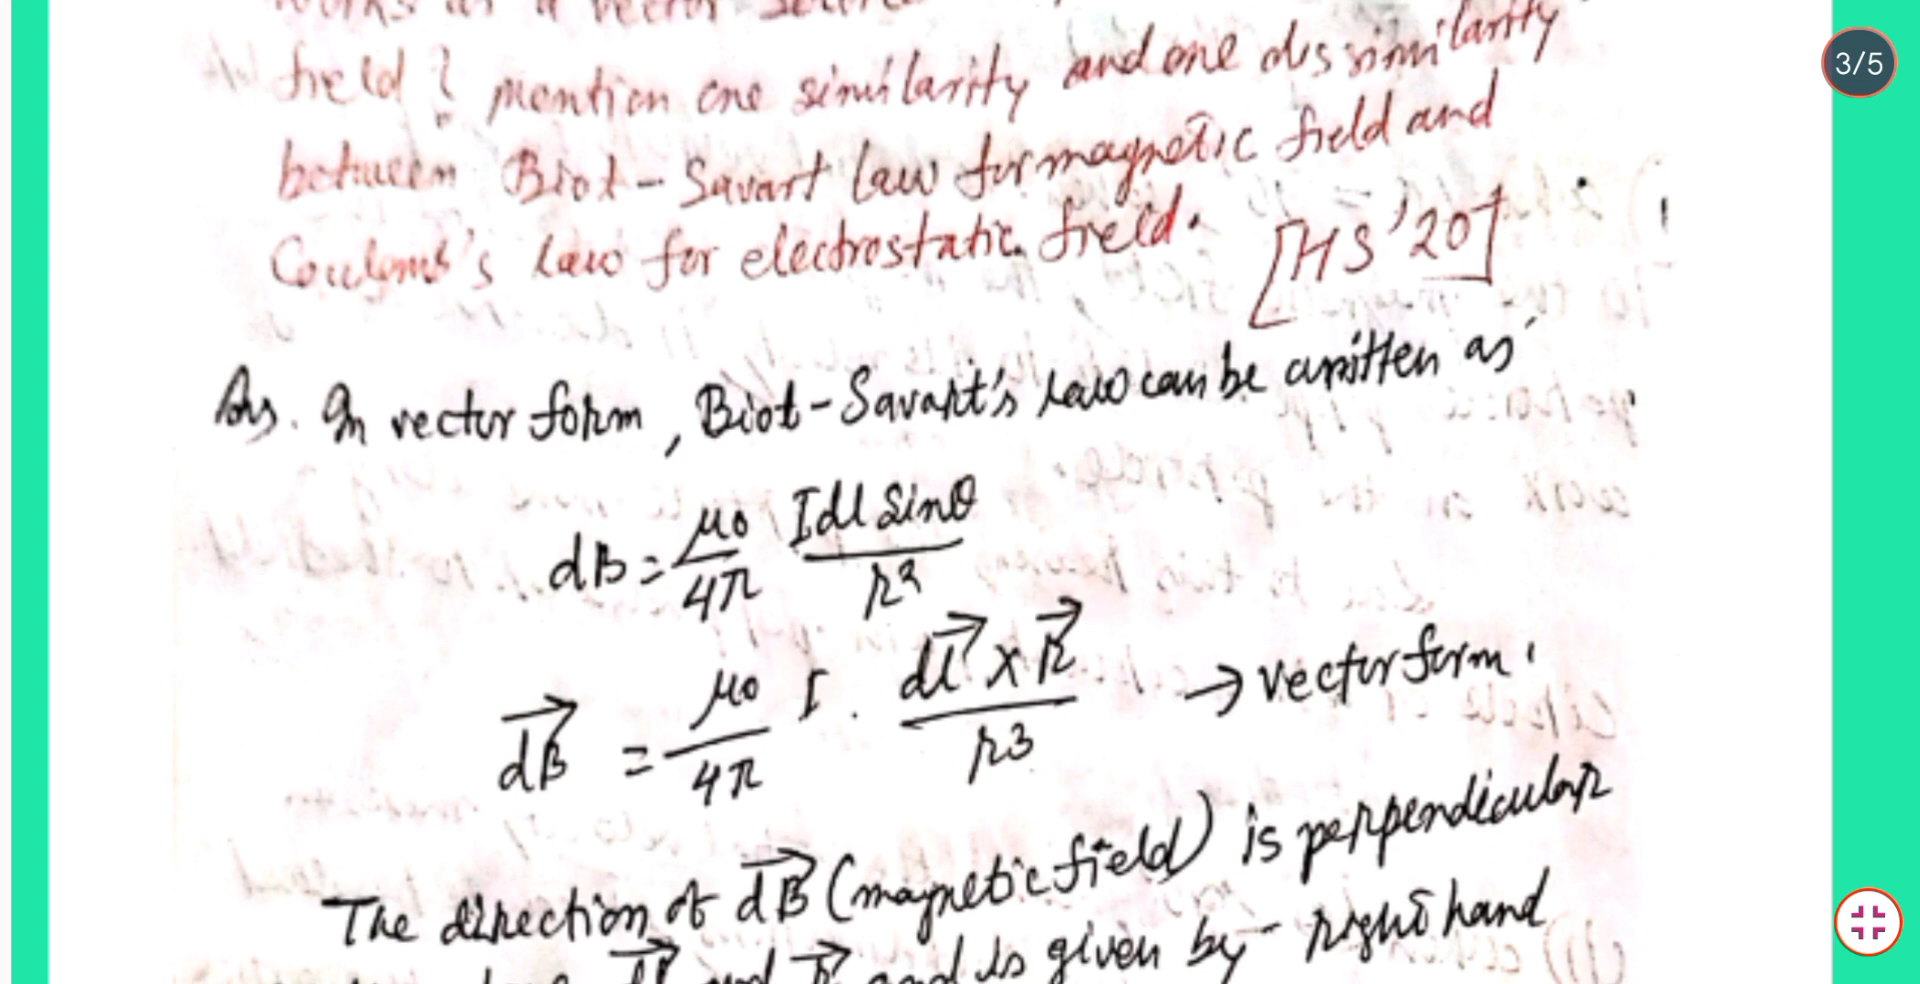 a vector
3/5
field? mention one similarity and one dissimilarity
between Biot-Savart law for magnetic field and
Coulomb's law for electrostatic field.
[HS'20]
Ans. In vector form, Biot-Savart's law can be written as
dB = μ0/4π Idl Sinθ/r²
dB⃗ = μ0/4π I. dl⃗ x r⃗/r³ → vector form.
The direction of dB⃗ (magnetic field) is perpendicular
dl⃗ and r⃗ and is given by right hand